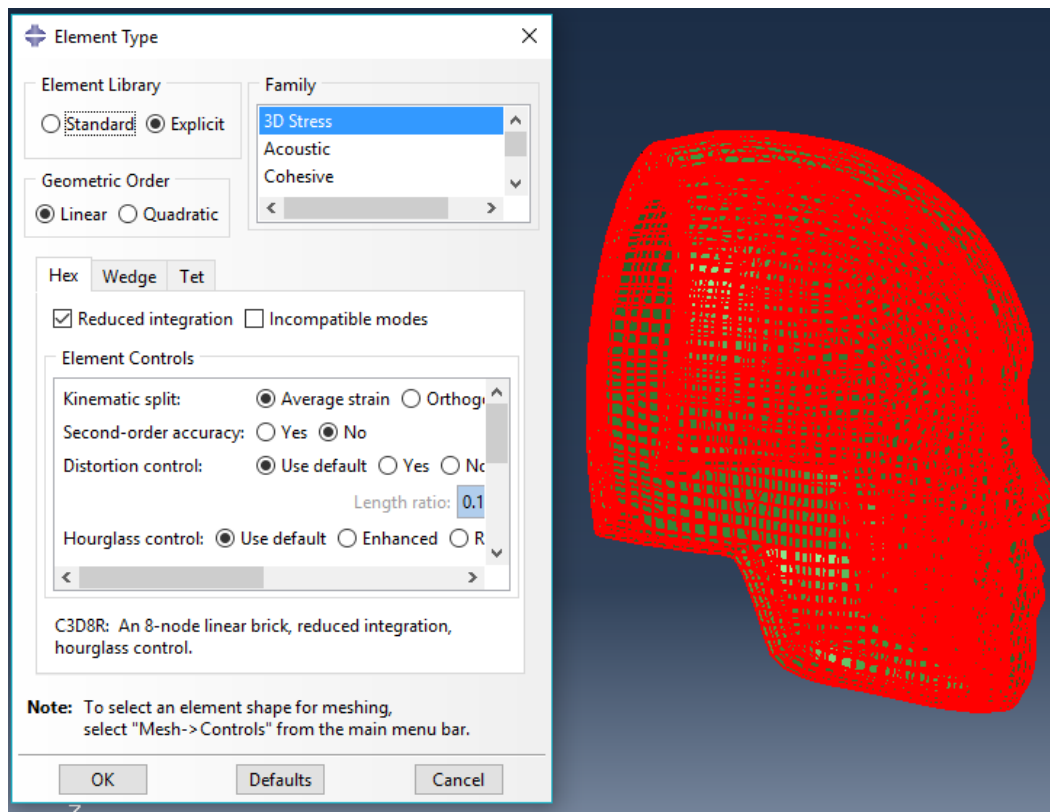 Element Type
Element Library
Standard Explicit
Family
3D Stress
Acoustic
Cohesive
Geometric Order
Linear Quadratic
Hex Wedge Tet
Reduced integration Incompatible modes
Element Controls
Kinematic split: Average strain Orthog
Second-order accuracy: Yes No
Distortion control: Use default Yes No
Length ratio: 0.1
Hourglass control: Use default Enhanced R
C3D8R: An 8-node linear brick, reduced integration,
hourglass control.
Note: To select an element shape for meshing,
select "Mesh->Controls" from the main menu bar.
OK Defaults Cancel